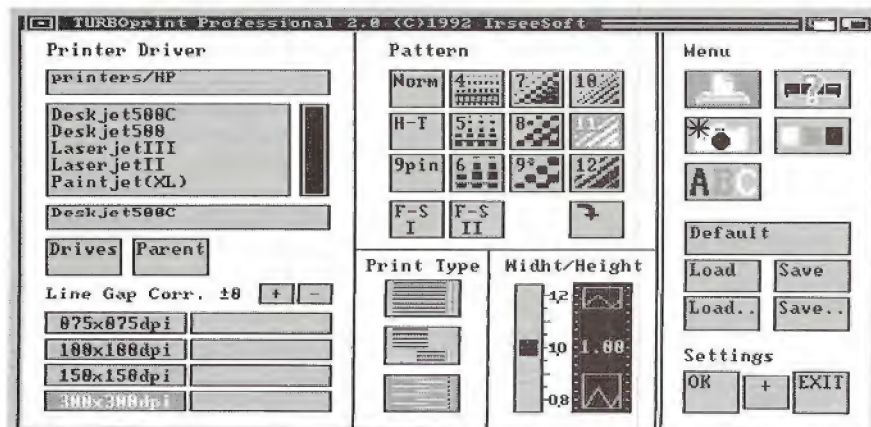 TURBOprint Professional 2.0 (C)1992 IrseeSoft
Printer Driver
printers/HP
Deskjet500C
Deskjet500
LaserjetIII
LaserjetII
Paintjet(XL)
Deskjet500C
Drives Parent
Line Gap Corr. ±0 + -
075x075dpi
100x100dpi
150x150dpi
300x300dpi
Pattern
Norm 4 7 10
H-T 5 8 11
9pin 6 9 12
F-S I F-S II
Print Type
Widht/Height
1,2
1,0 1.00
0,8
Menu
?
ABC
Default
Load Save
Load.. Save..
Settings
OK + EXIT